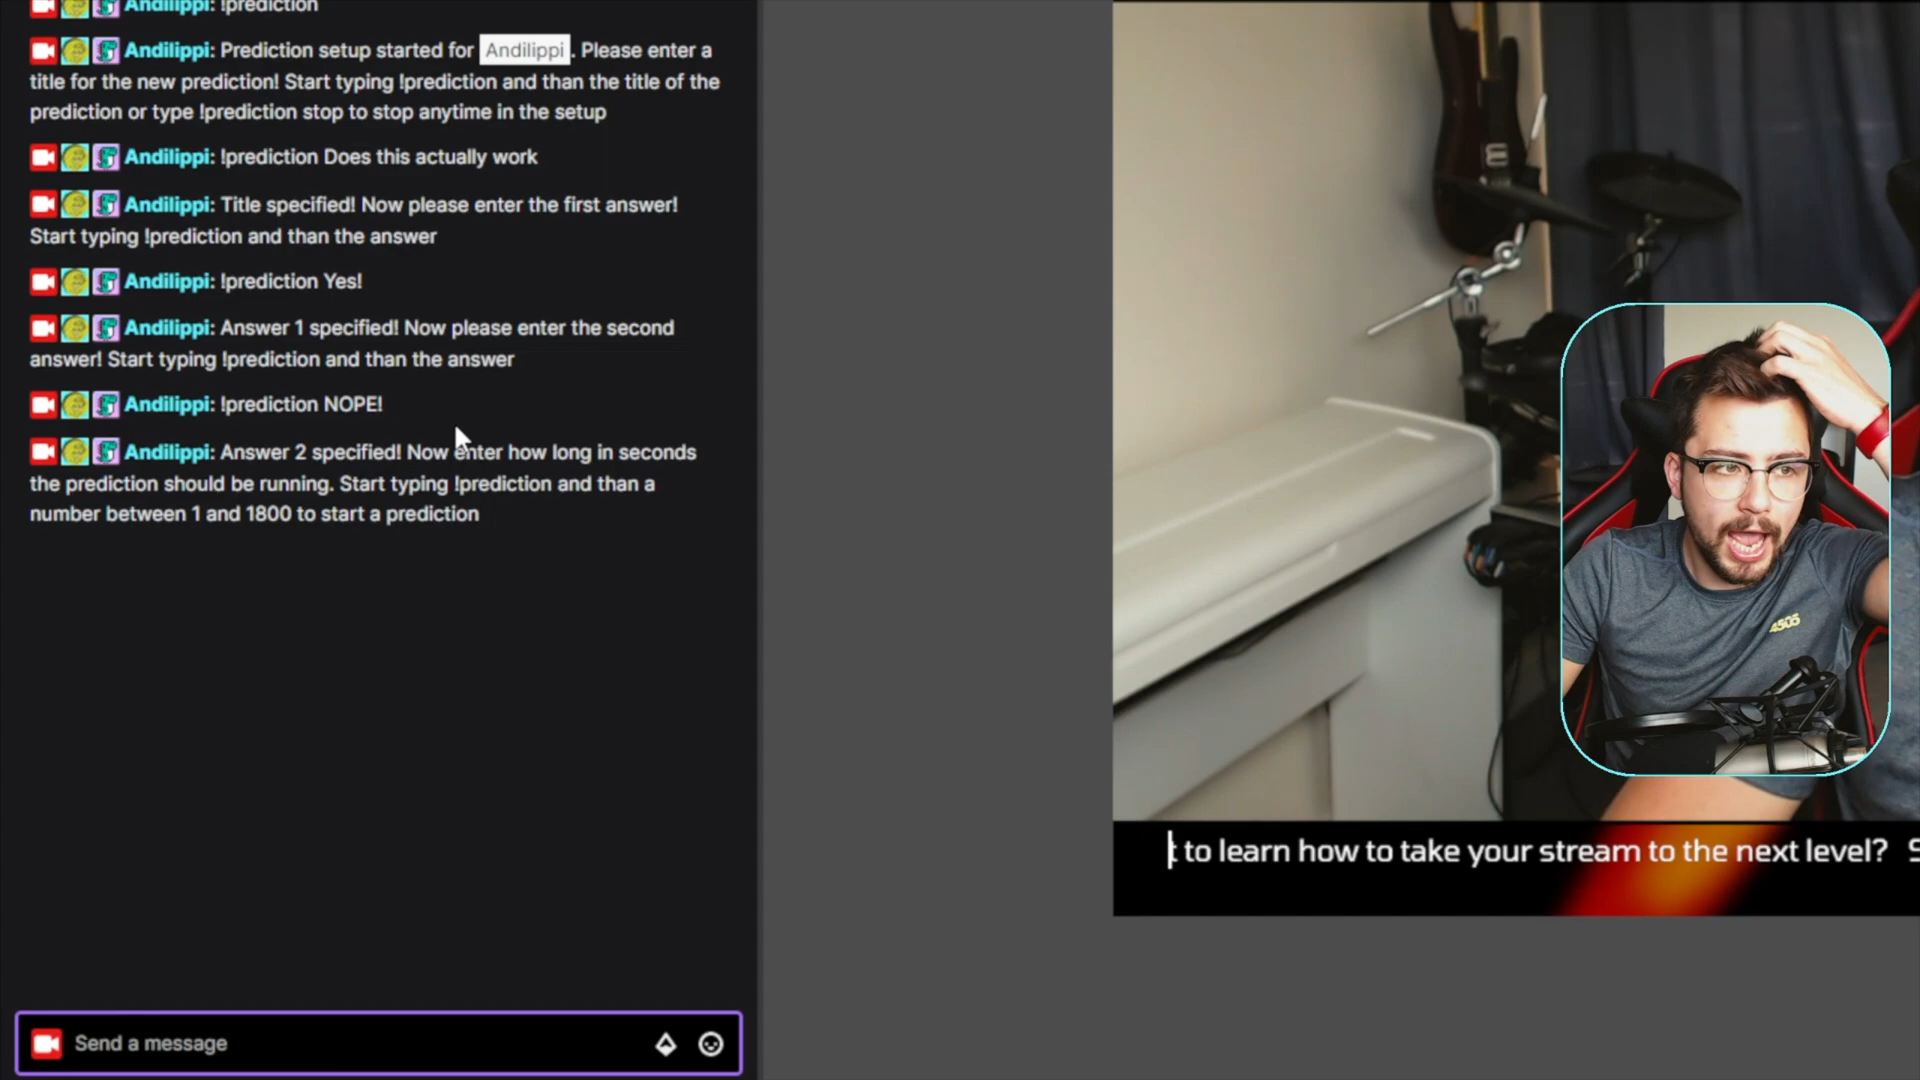 Andilippi: !prediction
Andilippi: Prediction setup started for Andilippi. Please enter a
title for the new prediction! Start typing !prediction and than the title of the
prediction or type !prediction stop to stop anytime in the setup
Andilippi: !prediction Does this actually work
Andilippi: Title specified! Now please enter the first answer!
Start typing !prediction and than the answer
Andilippi: !prediction Yes!
Andilippi: Answer 1 specified! Now please enter the second
answer! Start typing !prediction and than the answer
Andilippi: !prediction NOPE!
Andilippi: Answer 2 specified! Now enter how long in seconds
the prediction should be running. Start typing !prediction and than a
number between 1 and 1800 to start a prediction
4505
t to learn how to take your stream to the next level? S
Send a message